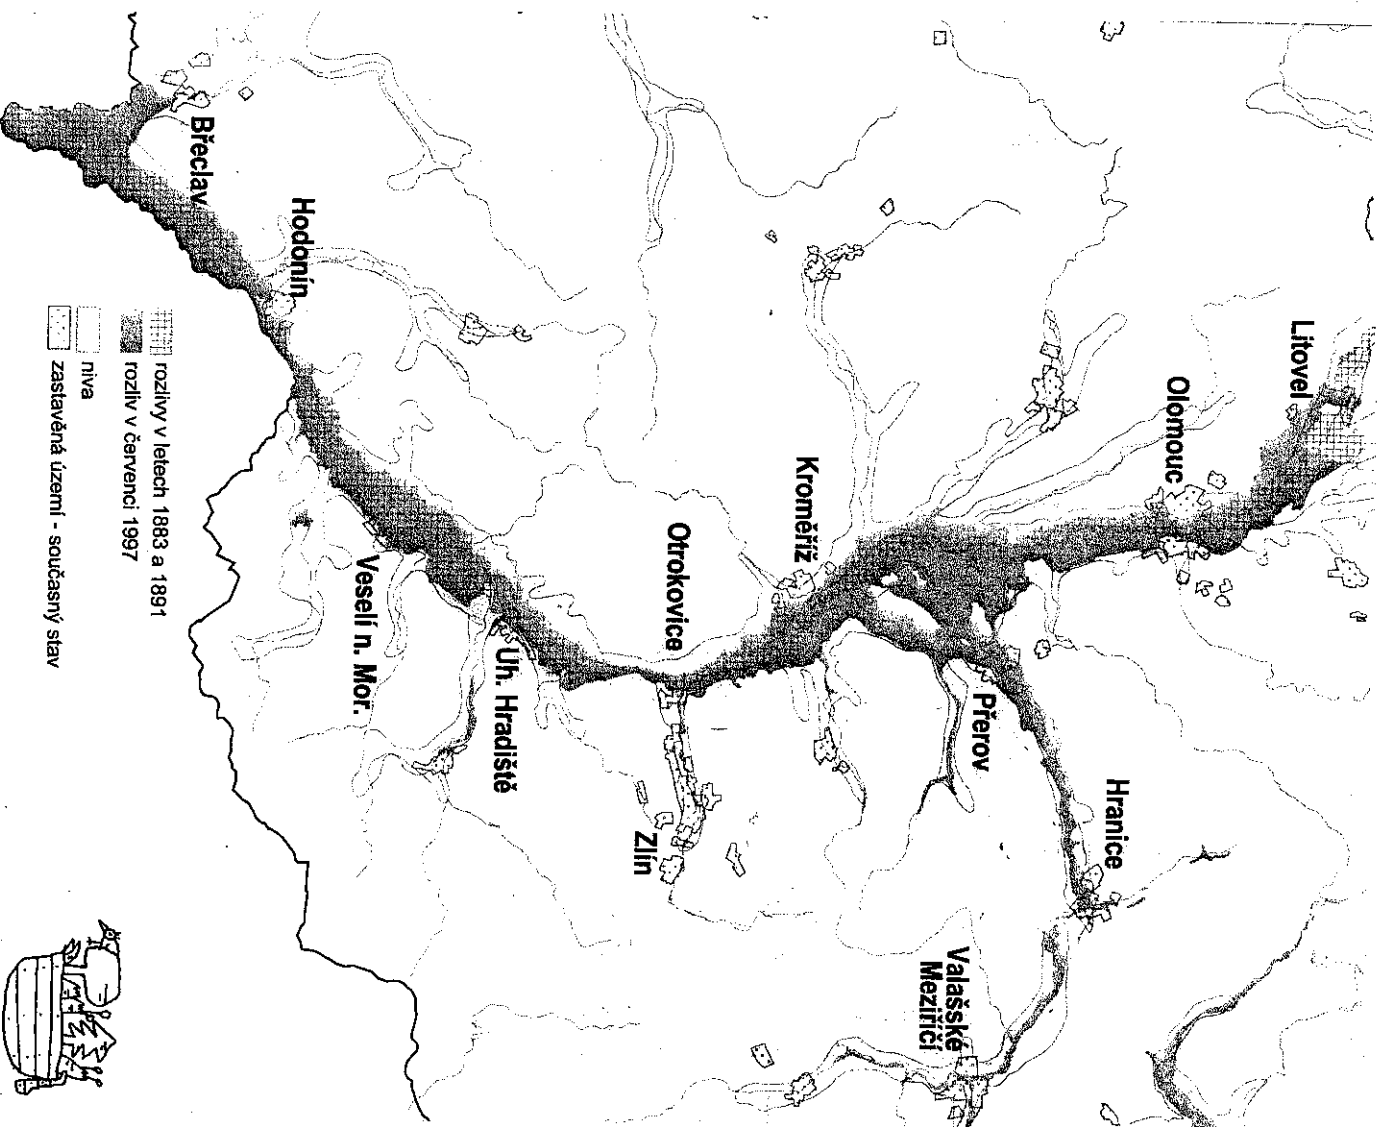 Litovel
Olomouc
Hranice
Přerov
Valašské
Meziříčí
Kroměříž
Otrokovice
Zlín
Uh. Hradiště
Veselí n. Mor.
Hodonín
Břeclav
rozlivy v letech 1883 a 1891
rozliv v červenci 1997
niva
zastavěná území - současný stav